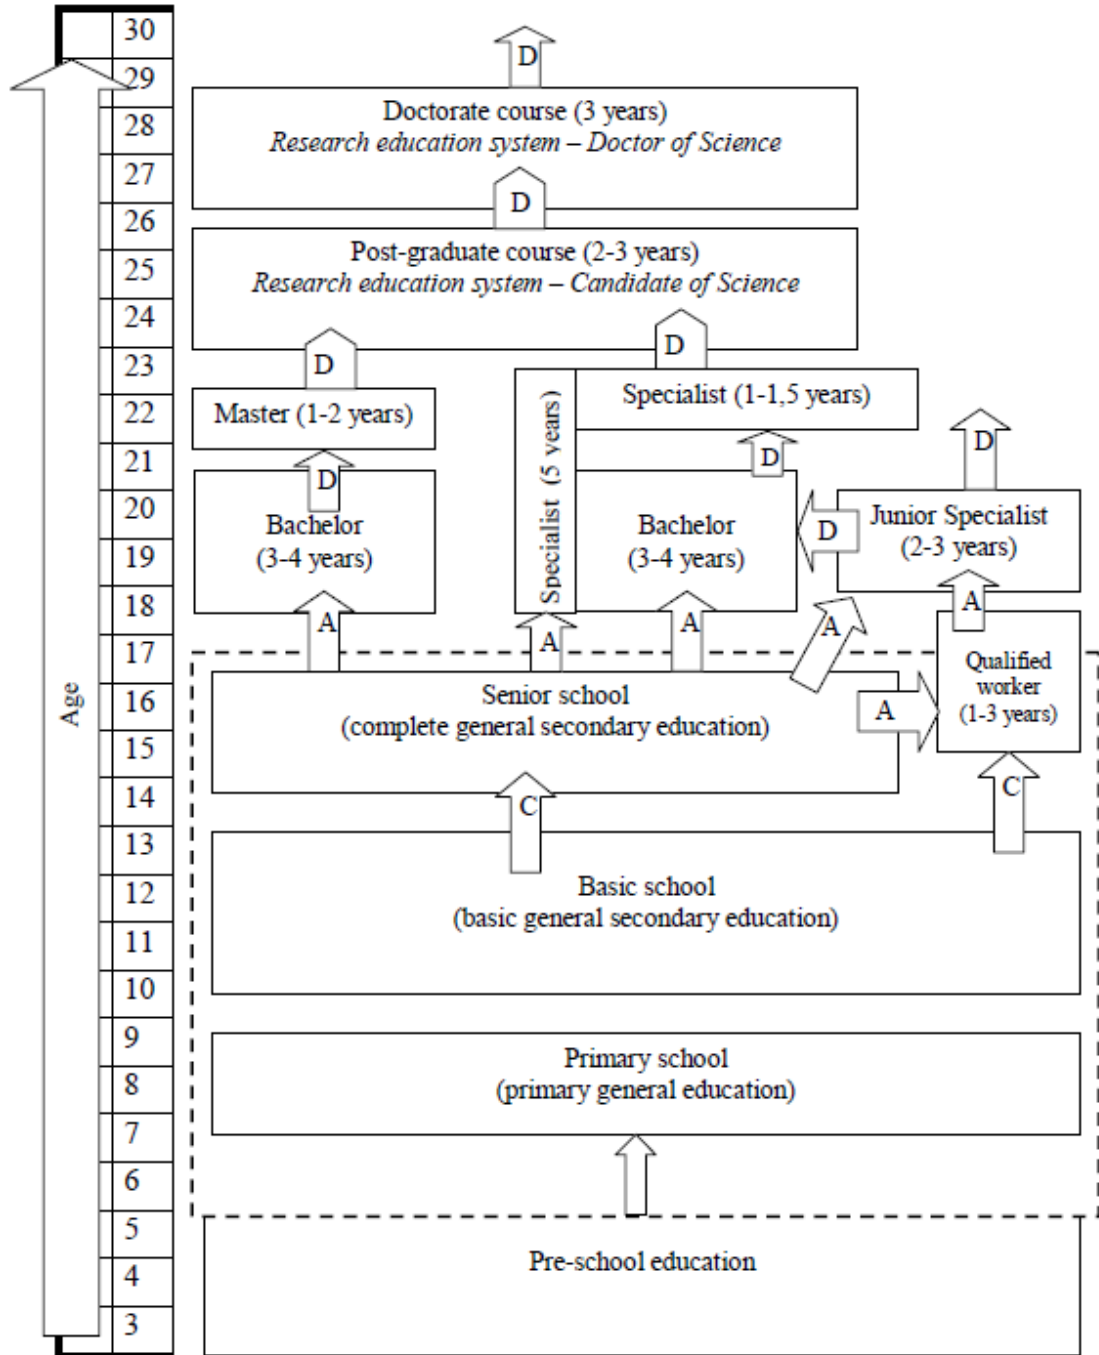 30
29
28
27
26
25
24
23
22
21
20
19
18
17
16
15
14
13
12
11
10
9
8
7
6
5
4
3
Age
D
Doctorate course (3 years)
Research education system – Doctor of Science
D
Post-graduate course (2-3 years)
Research education system – Candidate of Science
D
D
Master (1-2 years)
Specialist (5 years)
Specialist (1-1,5 years)
D
D
D
Bachelor
(3-4 years)
Bachelor
(3-4 years)
D
Junior Specialist
(2-3 years)
A
A
A
A
A
Senior school
(complete general secondary education)
A
Qualified
worker
(1-3 years)
C
C
Basic school
(basic general secondary education)
Primary school
(primary general education)
Pre-school education